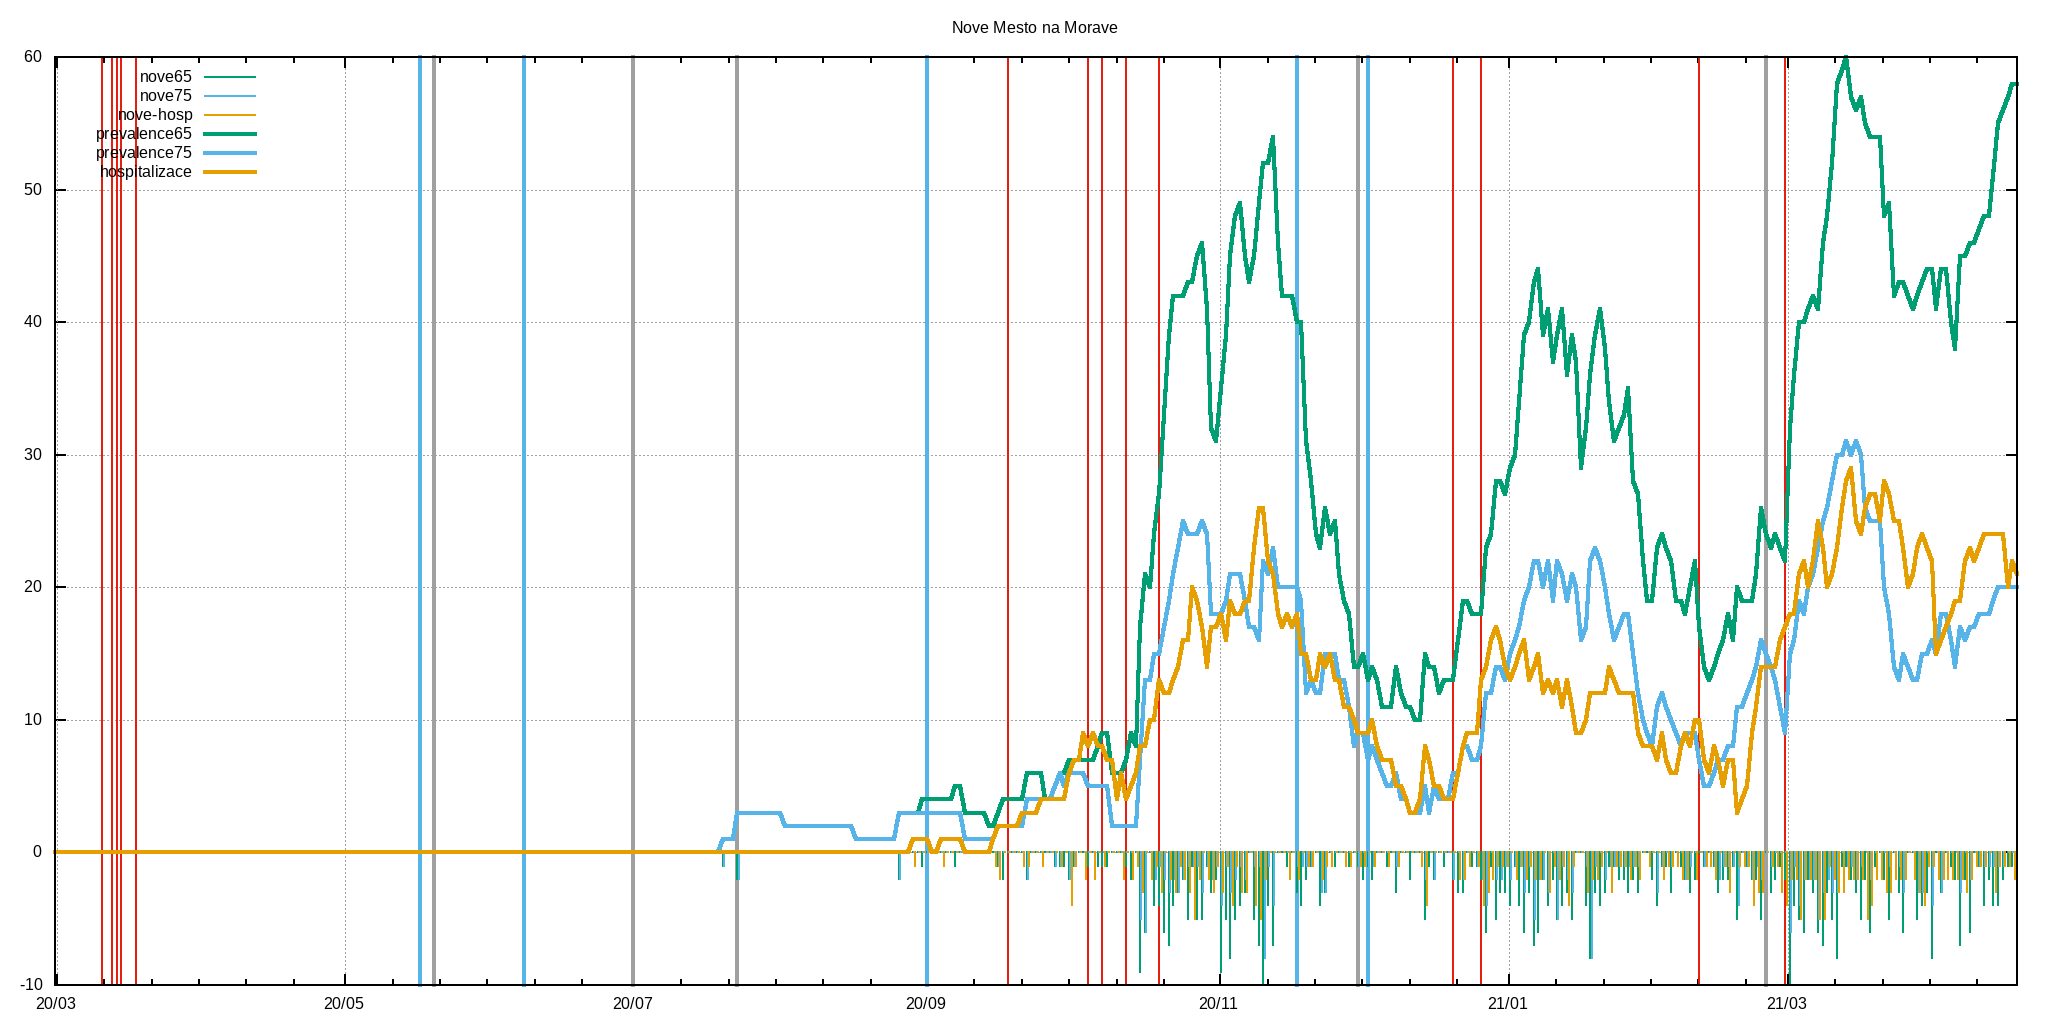 Nove Mesto na Morave
60
50
40
30
20
10
0
-10
nove65
nove75
nove-hosp
prevalence65
prevalence75
hospitalizace
20/03 20/05 20/07 20/09 20/11 21/01 21/03